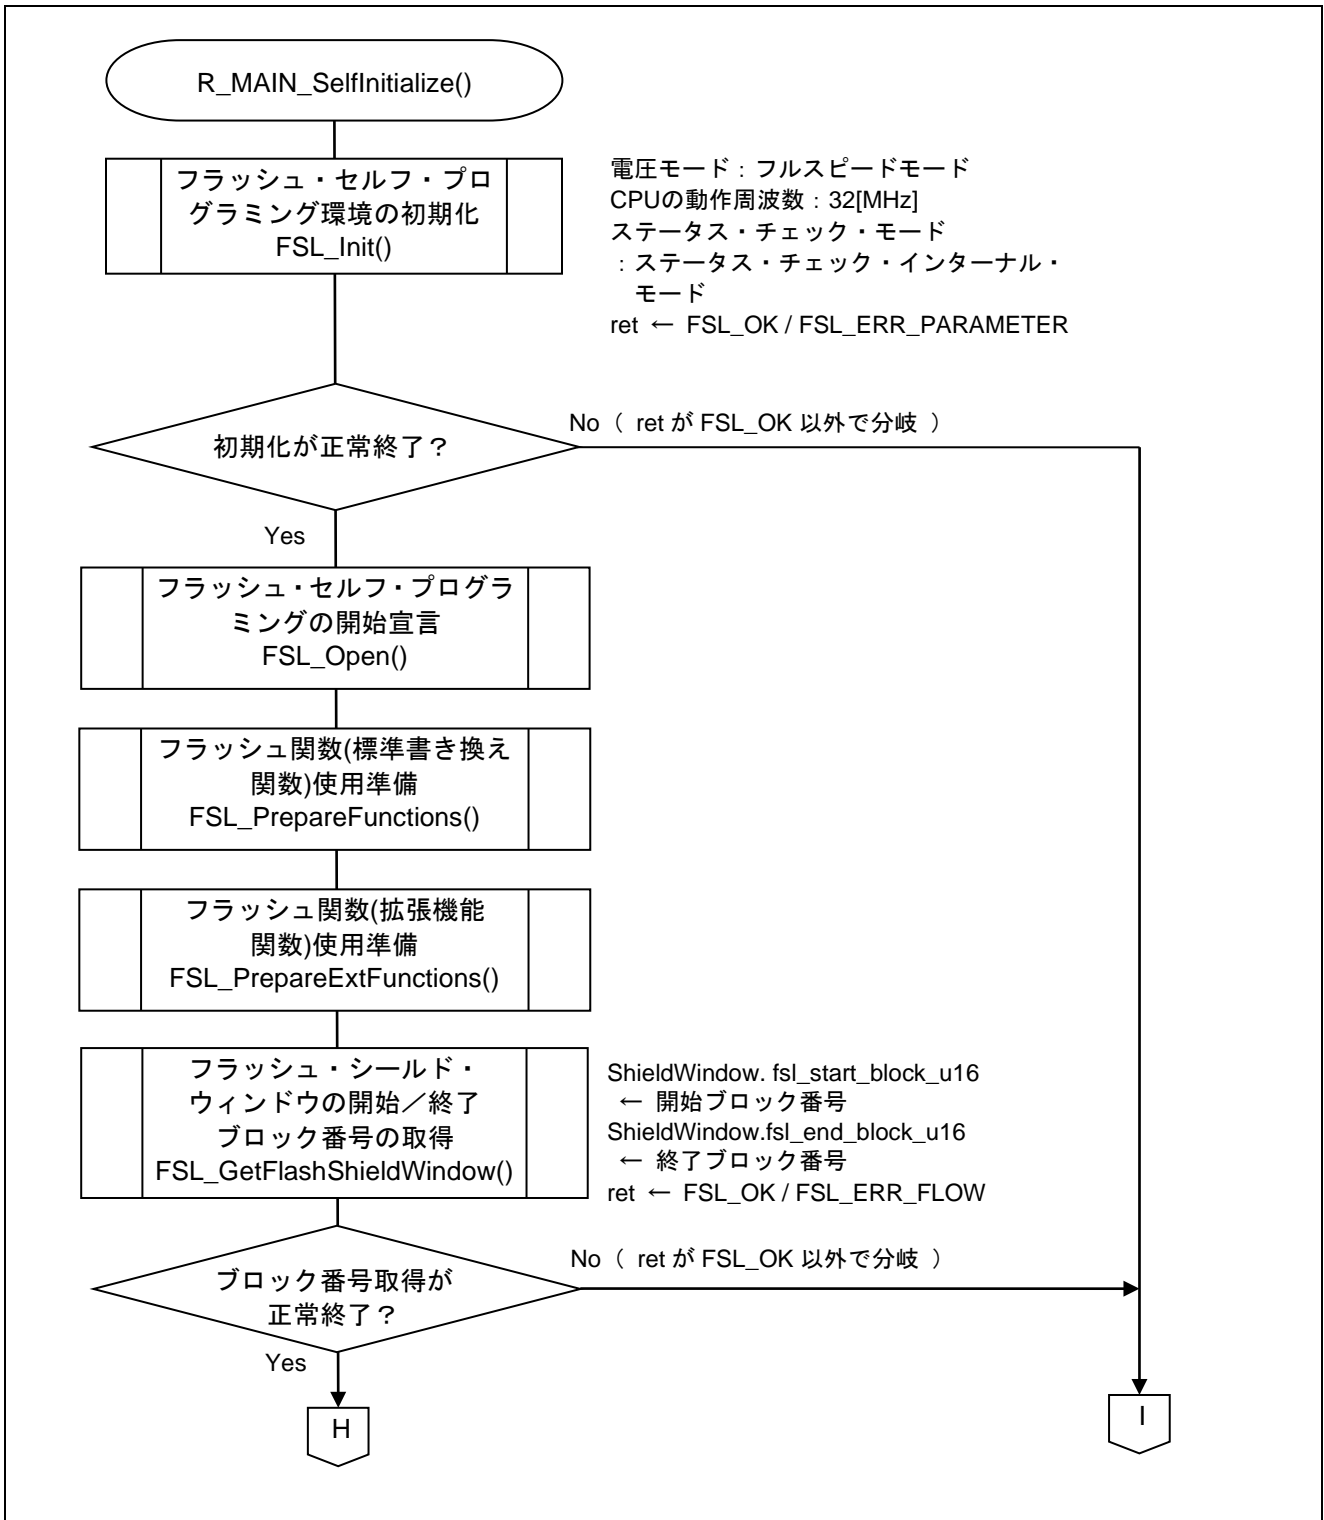 R_MAIN_SelfInitialize()
フラッシュ・セルフ・プロ
グラミング環境の初期化
FSL_Init()
電圧モード：フルスピードモード
CPUの動作周波数：32[MHz]
ステータス・チェック・モード
：ステータス・チェック・インターナル・
モード
ret ← FSL_OK / FSL_ERR_PARAMETER
初期化が正常終了？
No（ ret が FSL_OK 以外で分岐 ）
Yes
フラッシュ・セルフ・プログラ
ミングの開始宣言
FSL_Open()
フラッシュ関数(標準書き換え
関数)使用準備
FSL_PrepareFunctions()
フラッシュ関数(拡張機能
関数)使用準備
FSL_PrepareExtFunctions()
フラッシュ・シールド・
ウィンドウの開始／終了
ブロック番号の取得
FSL_GetFlashShieldWindow()
ShieldWindow. fsl_start_block_u16
← 開始ブロック番号
ShieldWindow.fsl_end_block_u16
← 終了ブロック番号
ret ← FSL_OK / FSL_ERR_FLOW
ブロック番号取得が
正常終了？
No（ ret が FSL_OK 以外で分岐 ）
Yes
H
I